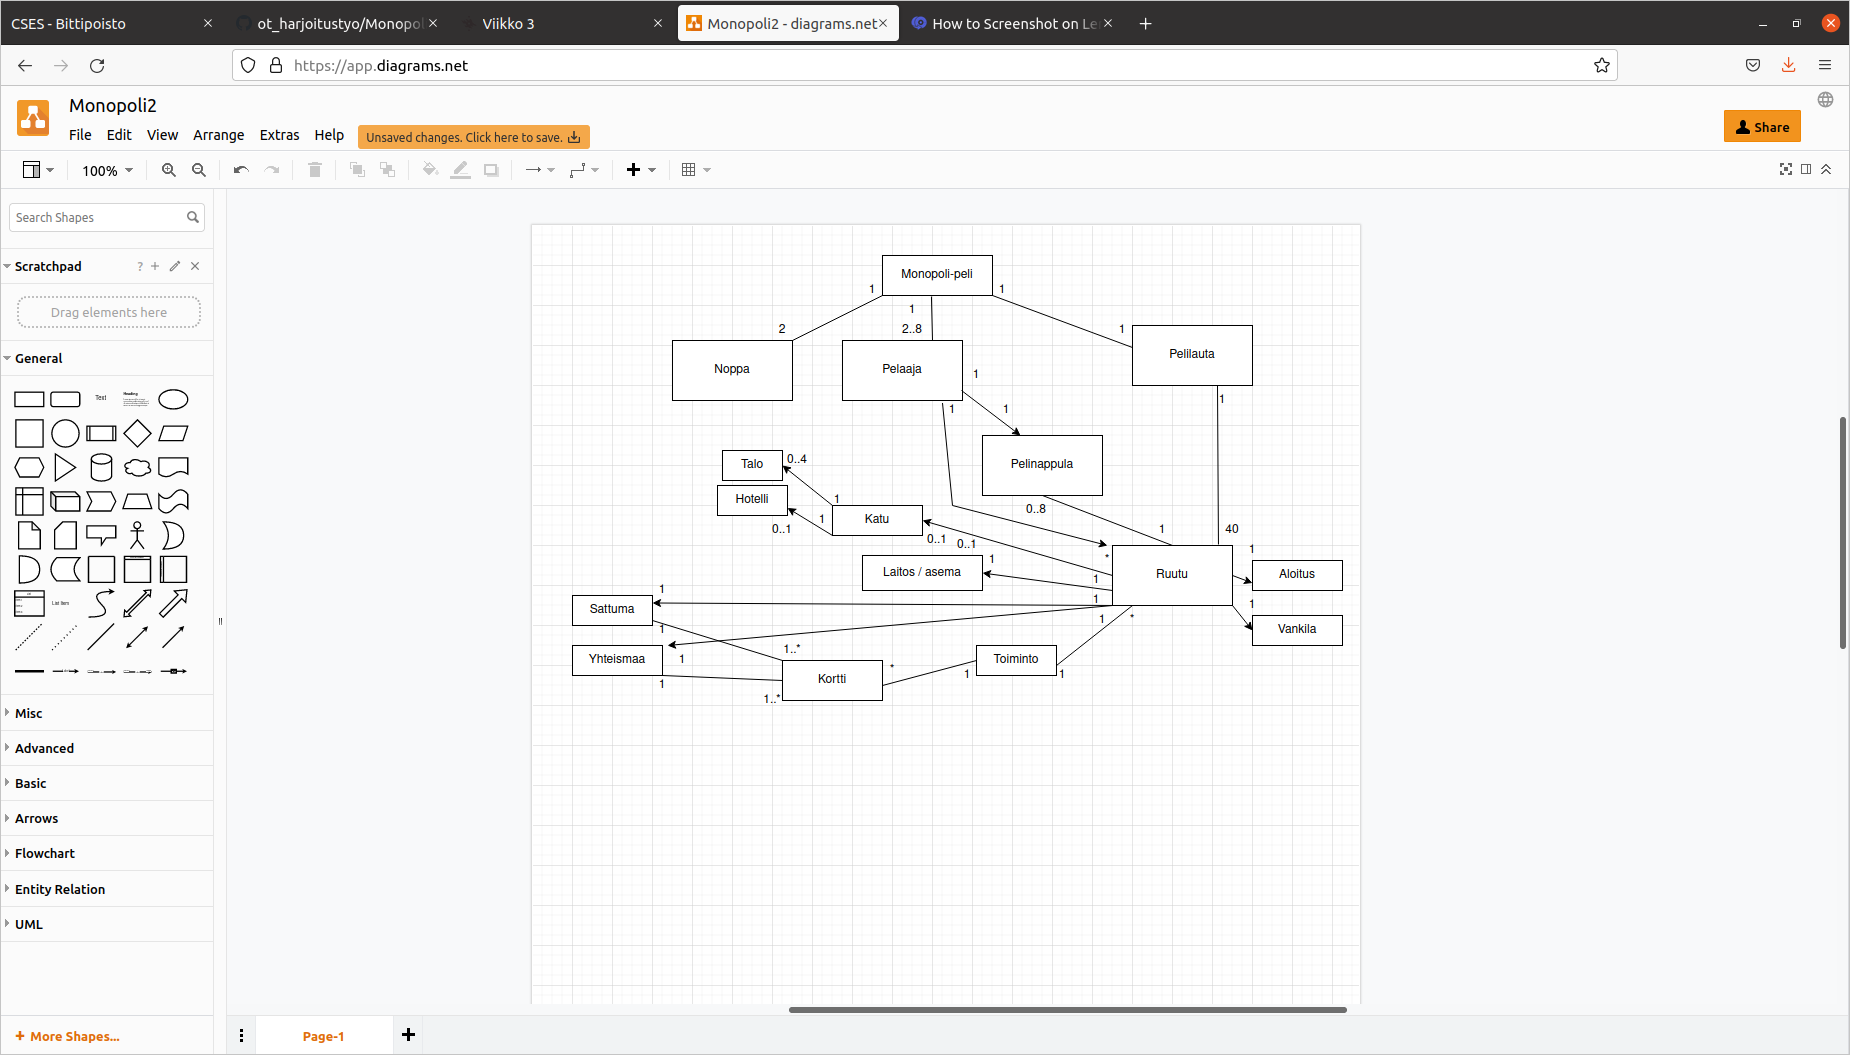 CSES - Bittipoisto
ot_harjoitustyo/Monopol
Viikko 3
Monopoli2 - diagrams.net
How to Screenshot on Le
https://app.diagrams.net
Monopoli2
File Edit View Arrange Extras Help
Unsaved changes. Click here to save.
Share
100%
Search Shapes
Scratchpad
? 
Drag elements here
General
Text
Heading
List Item
Misc
Advanced
Basic
Arrows
Flowchart
Entity Relation
UML
+ More Shapes...
Monopoli-peli
1
1
1
2
2..8
1
Noppa
Pelaaja
Pelilauta
1
1
1
1
Pelinappula
Talo
0..4
Hotelli
1
1
0..1
Katu
0..1
0..1
0..8
1
40
*
Ruutu
1
Aloitus
1
Vankila
Laitos / asema
1
1
1
1
*
Sattuma
1
1
Yhteismaa
1
1
1..*
1..*
Kortti
*
1
Toiminto
1
Page-1